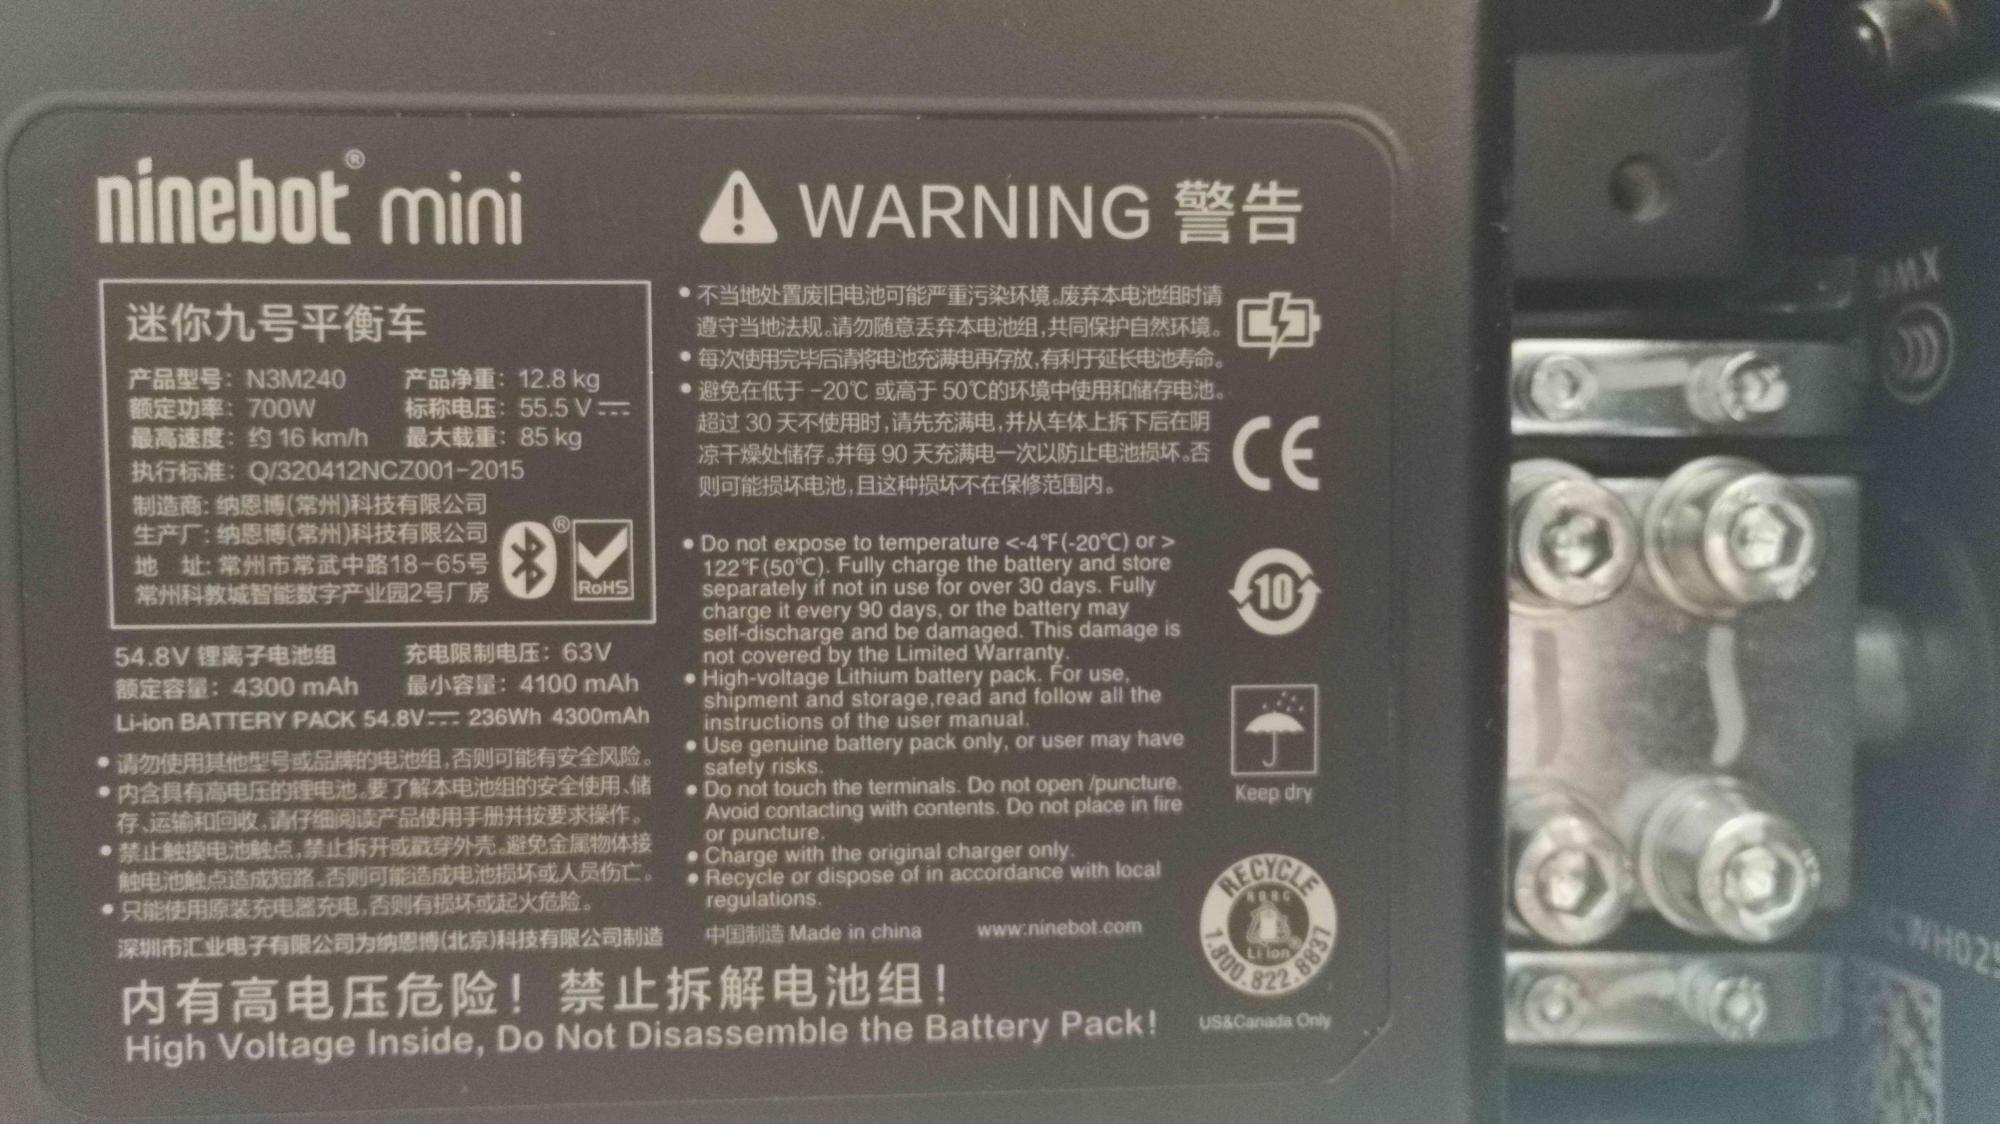 ninebot® mini
迷你九号平衡车
产品型号: N3M240 产品净重: 12.8 kg
额定功率: 700W 标称电压: 55.5 V
最高速度: 约 16 km/h 最大载重: 85 kg
执行标准: Q/320412NCZ001-2015
制造商: 纳恩博(常州)科技有限公司
生产厂: 纳恩博(常州)科技有限公司
地 址: 常州市常武中路18-65号
常州科教城智能数字产业园2号厂房
® RoHS
54.8V 锂离子电池组 充电限制电压: 63V
额定容量: 4300 mAh 最小容量: 4100 mAh
Li-ion BATTERY PACK 54.8V 236Wh 4300mAh
• 请勿使用其他型号或品牌的电池组,否则可能有安全风险。
• 内含具有高电压的锂电池。要了解本电池组的安全使用、储
存、运输和回收,请仔细阅读产品使用手册并按要求操作。
• 禁止触摸电池触点,禁止拆开或戳穿外壳。避免金属物体接
触电池触点造成短路。否则可能造成电池损坏或人员伤亡。
• 只能使用原装充电器充电,否则有损坏或起火危险。
深圳市汇业电子有限公司为纳恩博(北京)科技有限公司制造
WARNING 警告
• 不当地处置废旧电池可能严重污染环境。废弃本电池组时请
遵守当地法规。请勿随意丢弃本电池组,共同保护自然环境。
• 每次使用完毕后请将电池充满电再存放,有利于延长电池寿命。
• 避免在低于 -20℃ 或高于 50℃的环境中使用和储存电池。
超过 30 天不使用时,请先充满电,并从车体上拆下后在阴
凉干燥处储存。并每 90 天充满电一次以防止电池损坏。否
则可能损坏电池,且这种损坏不在保修范围内。
• Do not expose to temperature <-4℉(-20℃) or >
122℉(50℃). Fully charge the battery and store
separately if not in use for over 30 days. Fully
charge it every 90 days, or the battery may
self-discharge and be damaged. This damage is
not covered by the Limited Warranty.
• High-voltage Lithium battery pack. For use,
shipment and storage,read and follow all the
instructions of the user manual.
• Use genuine battery pack only, or user may have
safety risks.
• Do not touch the terminals. Do not open /puncture.
Avoid contacting with contents. Do not place in fire
or puncture.
• Charge with the original charger only.
• Recycle or dispose of in accordance with local
regulations.
中国制造 Made in china www.ninebot.com
CE
10
Keep dry
RECYCLE
RBRC
Li Ion
1.800.822.8837
US&Canada Only
内有高电压危险！禁止拆解电池组！
High Voltage Inside, Do Not Disassemble the Battery Pack!